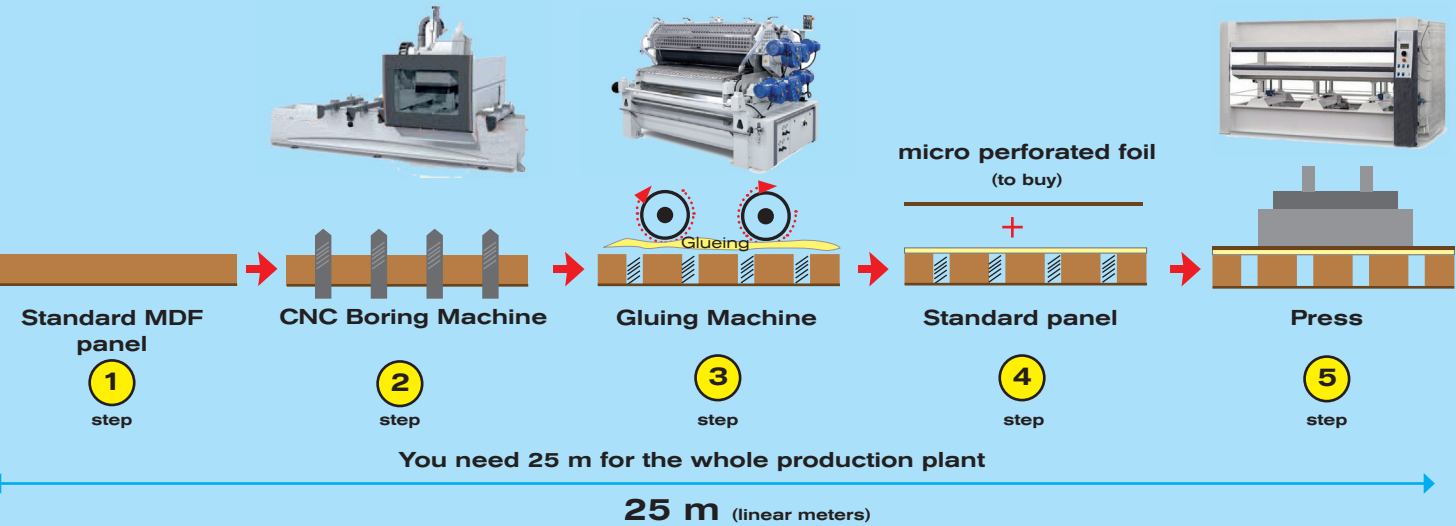 micro perforated foil
(to buy)
+
Glueing
Standard MDF
panel
CNC Boring Machine
Gluing Machine
Standard panel
Press
1
2
3
4
5
step
step
step
step
step
You need 25 m for the whole production plant
25 m (linear meters)